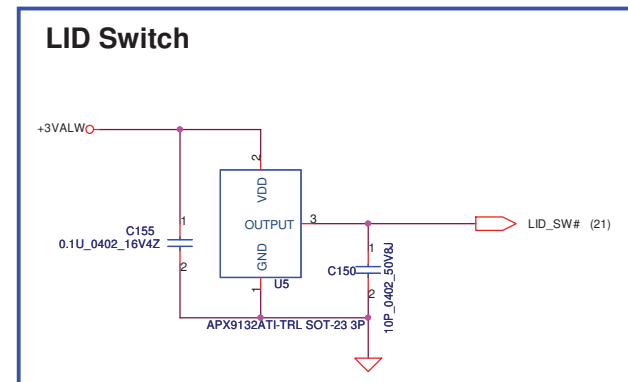 LID Switch
+3VALW
2
VDD
1
C155
0.1U_0402_16V4Z
2
OUTPUT
3
LID_SW# (21)
GND
1
U5
1
C150
2
10P_0402_50V8J
APX9132ATI-TRL SOT-23 3P